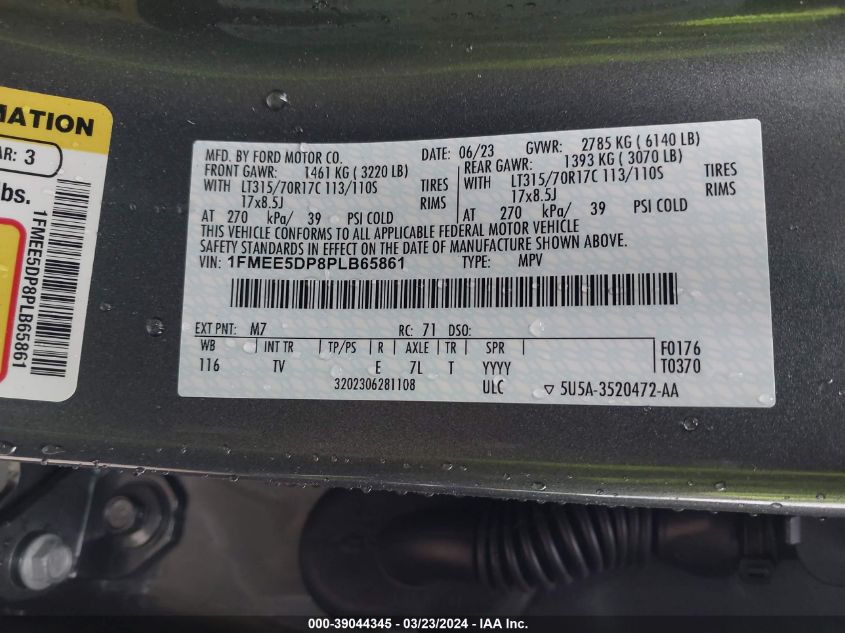 MATION
AR: 3
lbs.
1FMEE5DP8PLB65861
MFD. BY FORD MOTOR CO.
DATE: 06/23 GVWR: 2785 KG ( 6140 LB)
FRONT GAWR: 1461 KG ( 3220 LB)
REAR GAWR: 1393 KG ( 3070 LB)
WITH LT315/70R17C 113/110S TIRES
WITH LT315/70R17C 113/110S TIRES
17x8.5J RIMS
17x8.5J RIMS
AT 270 kPa/ 39 PSI COLD
AT 270 kPa/ 39 PSI COLD
THIS VEHICLE CONFORMS TO ALL APPLICABLE FEDERAL MOTOR VEHICLE
SAFETY STANDARDS IN EFFECT ON THE DATE OF MANUFACTURE SHOWN ABOVE.
VIN: 1FMEE5DP8PLB65861 TYPE: MPV
EXT PNT: M7 RC: 71 DSO:
WB INT TR TP/PS R AXLE TR SPR
116 TV E 7L T YYYY
F0176
T0370
3202306281108 ULC ▽ 5U5A-3520472-AA
000-39044345 - 03/23/2024 - IAA Inc.